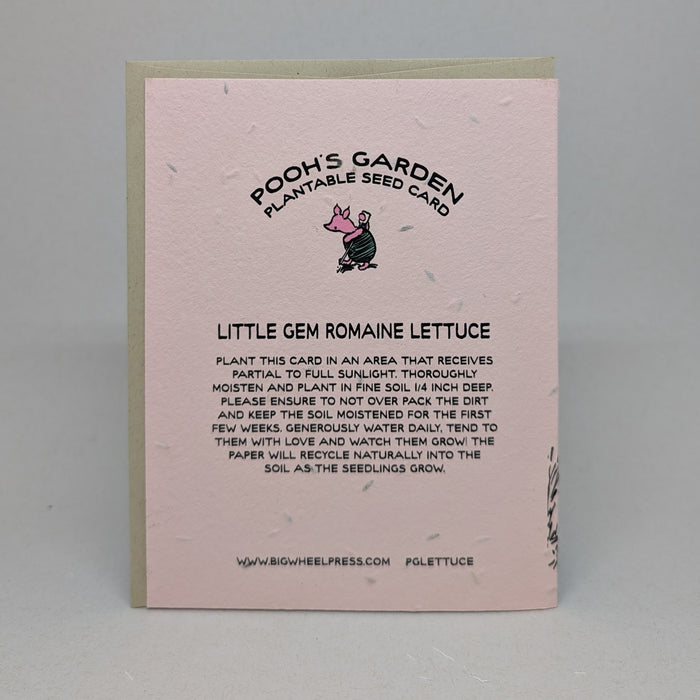 POOH'S GARDEN
PLANTABLE SEED CARD
LITTLE GEM ROMAINE LETTUCE
PLANT THIS CARD IN AN AREA THAT RECEIVES
PARTIAL TO FULL SUNLIGHT. THOROUGHLY
MOISTEN AND PLANT IN FINE SOIL 1/4 INCH DEEP.
PLEASE ENSURE TO NOT OVER PACK THE DIRT
AND KEEP THE SOIL MOISTENED FOR THE FIRST
FEW WEEKS. GENEROUSLY WATER DAILY, TEND TO
THEM WITH LOVE AND WATCH THEM GROW! THE
PAPER WILL RECYCLE NATURALLY INTO THE
SOIL AS THE SEEDLINGS GROW.
WWW.BIGWHEELPRESS.COM PGLETTUCE